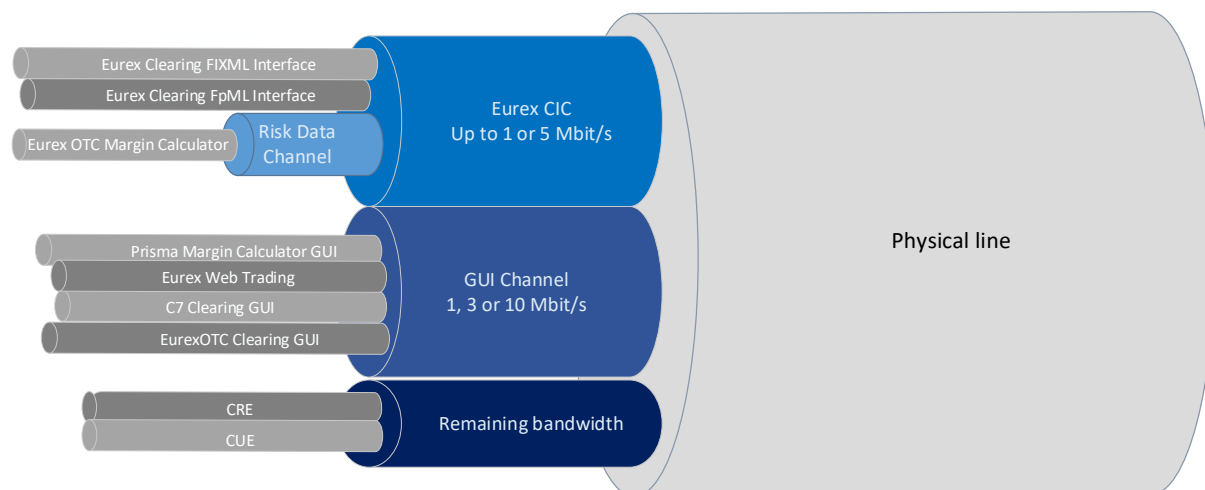 Eurex Clearing FIXML Interface
Eurex Clearing FpML Interface
Eurex OTC Margin Calculator
Risk Data
Channel
Eurex CIC
Up to 1 or 5 Mbit/s
Prisma Margin Calculator GUI
Eurex Web Trading
C7 Clearing GUI
EurexOTC Clearing GUI
GUI Channel
1, 3 or 10 Mbit/s
CRE
CUE
Remaining bandwidth
Physical line